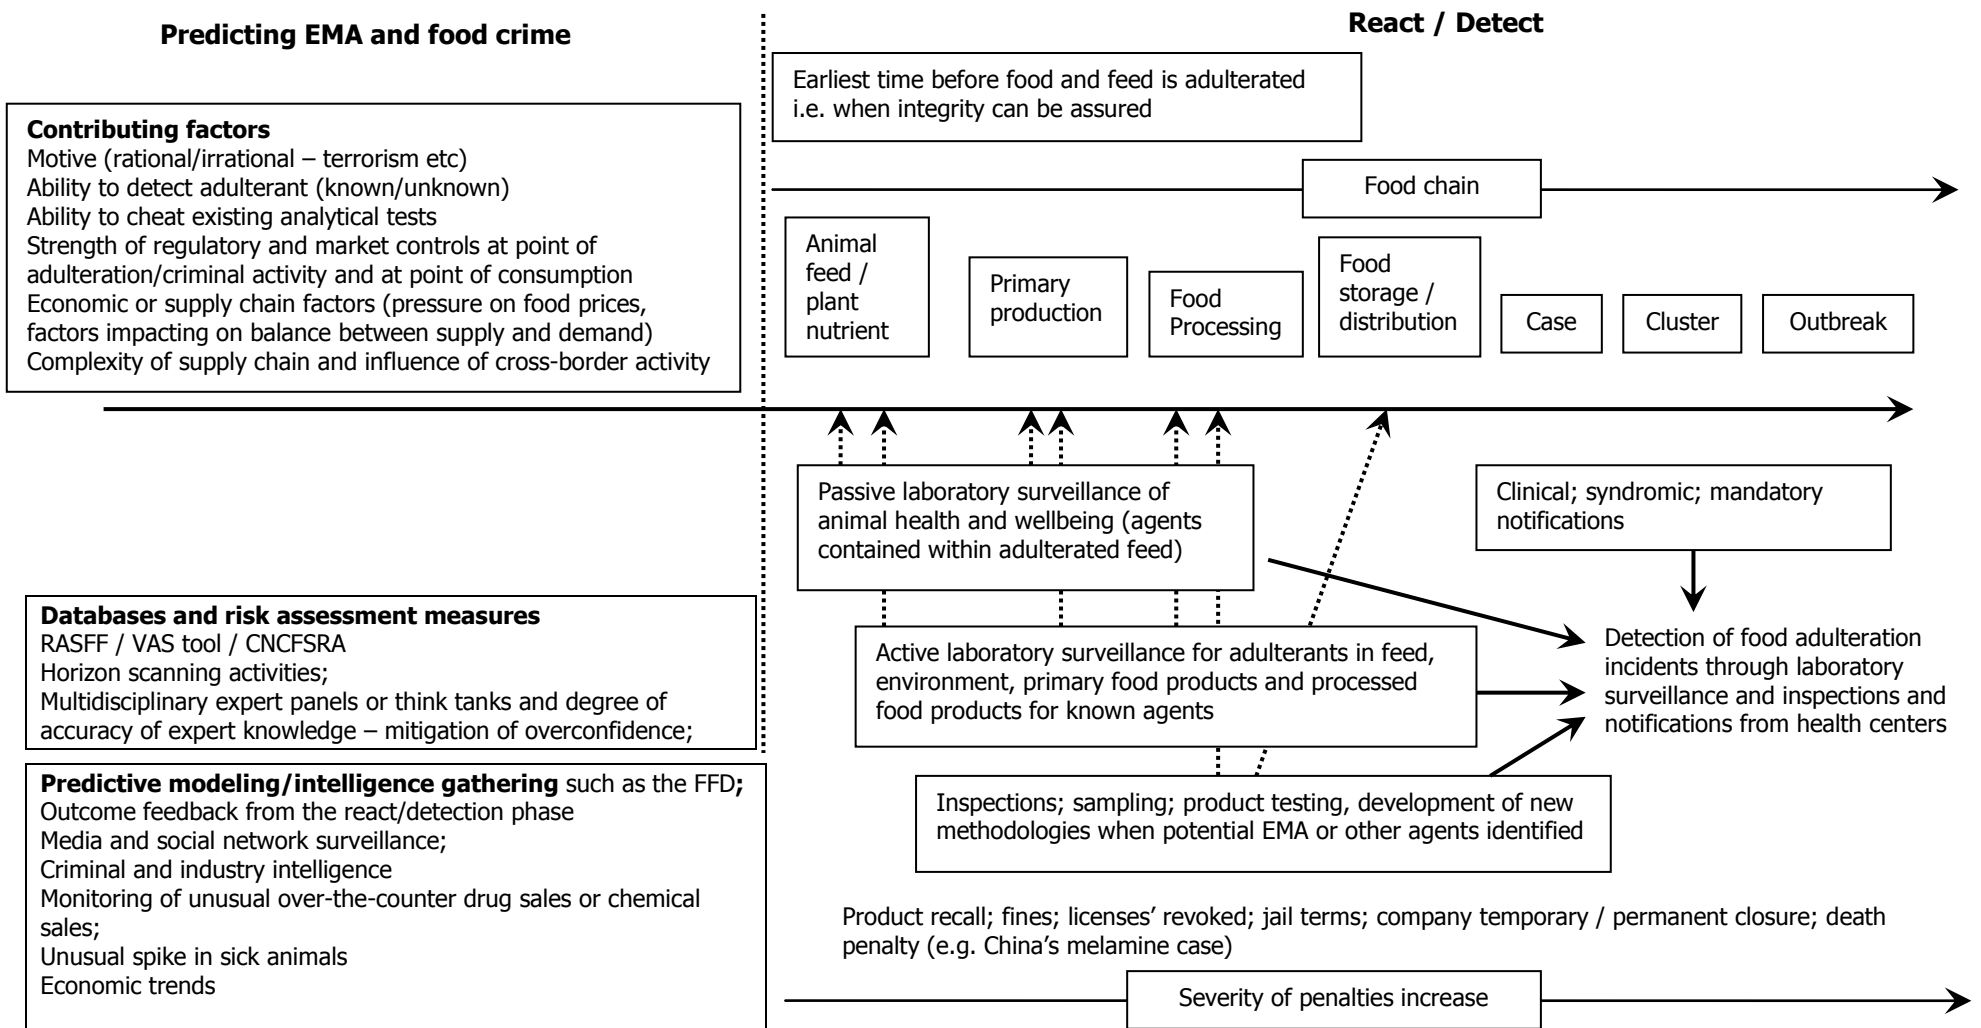 Predicting EMA and food crime
React / Detect
Contributing factors
Motive (rational/irrational – terrorism etc)
Ability to detect adulterant (known/unknown)
Ability to cheat existing analytical tests
Strength of regulatory and market controls at point of
adulteration/criminal activity and at point of consumption
Economic or supply chain factors (pressure on food prices,
factors impacting on balance between supply and demand)
Complexity of supply chain and influence of cross-border activity
Earliest time before food and feed is adulterated
i.e. when integrity can be assured
Food chain
Animal
feed /
plant
nutrient
Primary
production
Food
Processing
Food
storage /
distribution
Case
Cluster
Outbreak
Passive laboratory surveillance of
animal health and wellbeing (agents
contained within adulterated feed)
Clinical; syndromic; mandatory
notifications
Databases and risk assessment measures
RASFF / VAS tool / CNCFSRA
Horizon scanning activities;
Multidisciplinary expert panels or think tanks and degree of
accuracy of expert knowledge – mitigation of overconfidence;
Active laboratory surveillance for adulterants in feed,
environment, primary food products and processed
food products for known agents
Detection of food adulteration
incidents through laboratory
surveillance and inspections and
notifications from health centers
Predictive modeling/intelligence gathering such as the FFD;
Outcome feedback from the react/detection phase
Media and social network surveillance;
Criminal and industry intelligence
Monitoring of unusual over-the-counter drug sales or chemical
sales;
Unusual spike in sick animals
Economic trends
Inspections; sampling; product testing, development of new
methodologies when potential EMA or other agents identified
Product recall; fines; licenses’ revoked; jail terms; company temporary / permanent closure; death
penalty (e.g. China’s melamine case)
Severity of penalties increase